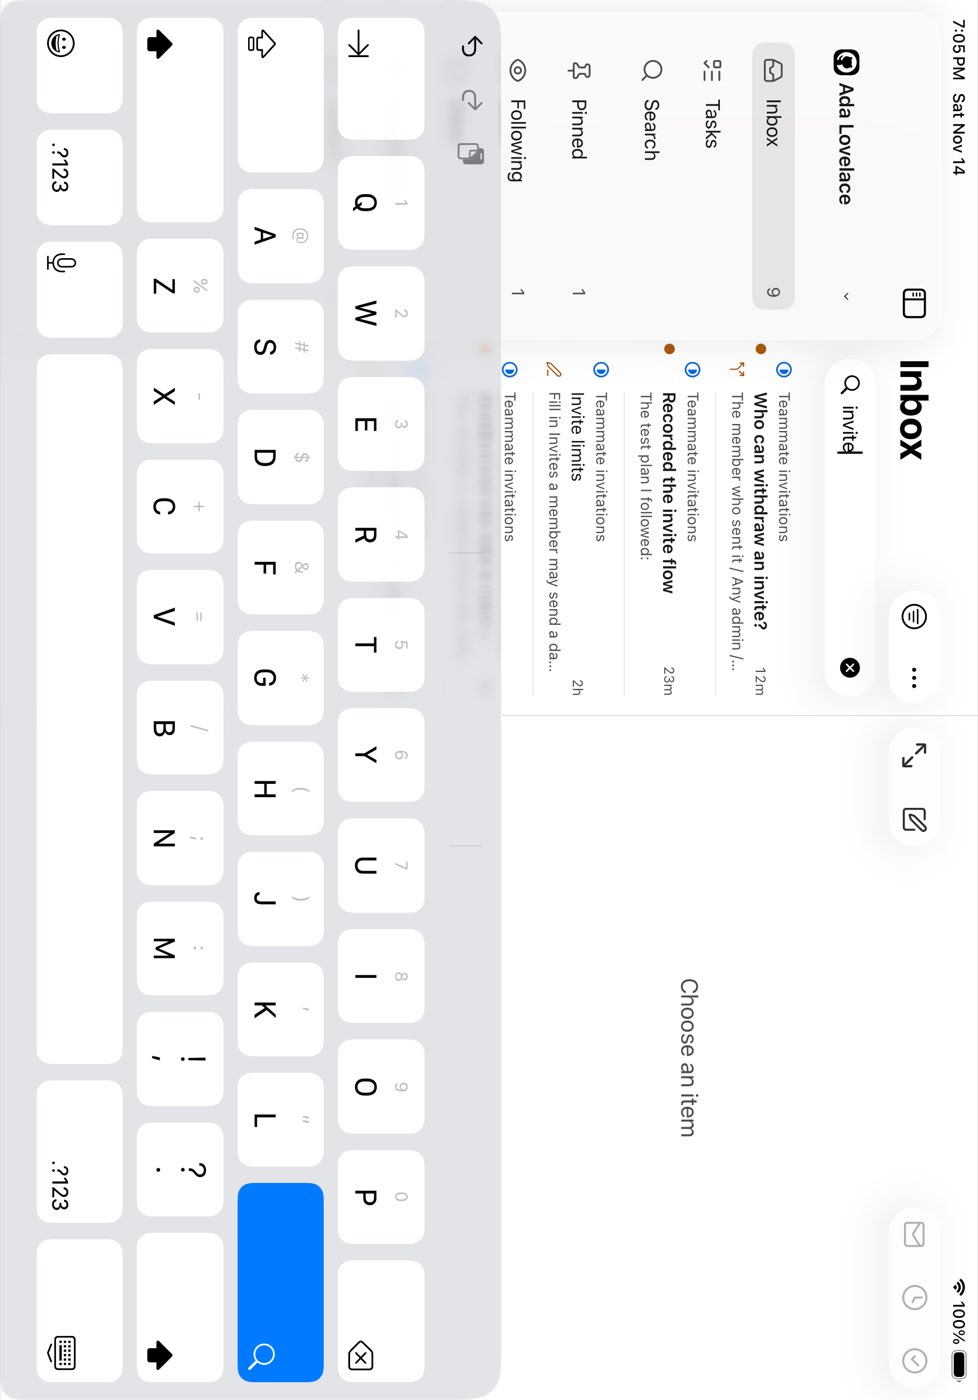 7:05 PM Sat Nov 14
100%
Ada Lovelace
Inbox 9
Tasks
Search
Pinned 1
Following 1
Inbox
invite
Teammate invitations
Who can withdraw an invite? 12m
The member who sent it / Any admin /...
Teammate invitations
Recorded the invite flow 23m
The test plan I followed:
Teammate invitations
Invite limits 2h
Fill in Invites a member may send a da...
Teammate invitations
Choose an item
1 2 3 4 5 6 7 8 9 0
Q W E R T Y U I O P
@ # $ & * ( ) ' "
A S D F G H J K L
% - + = / ; : ! ?
Z X C V B N M , .
.?123 .?123